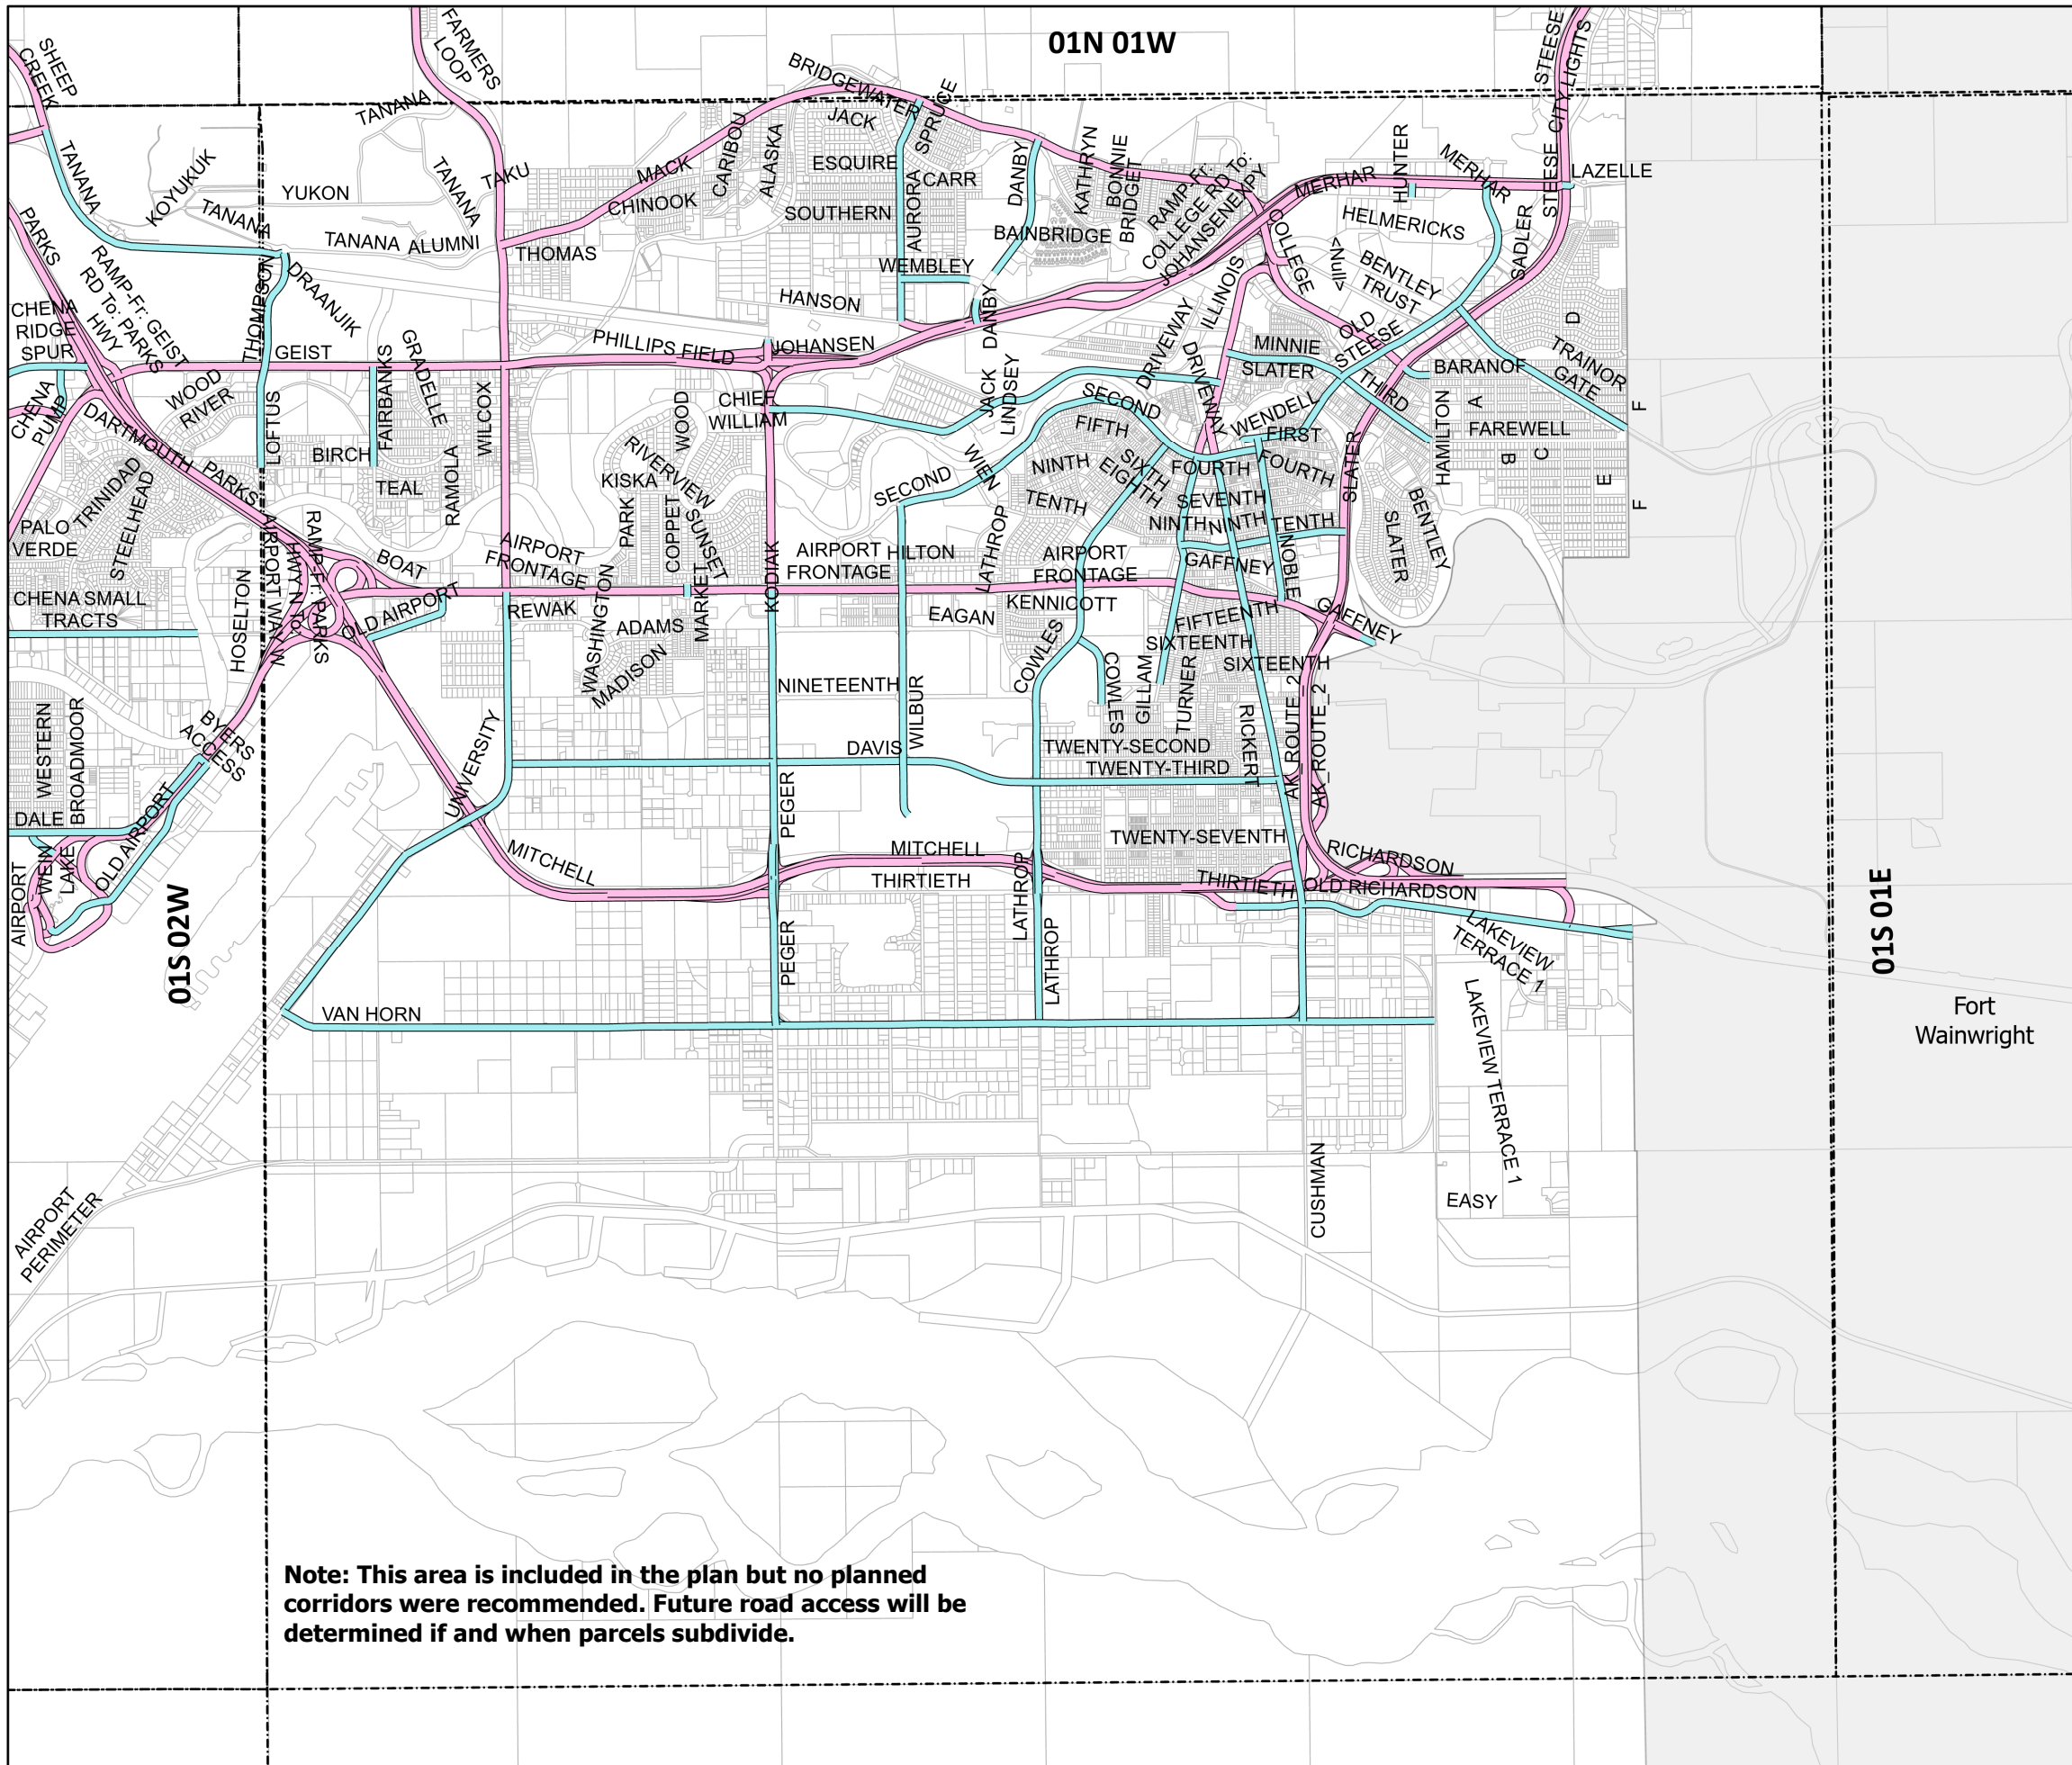 01N 01W
SHEEP
CREEK
FARMERS
LOOP
STEESE
CITY LIGHTS
STEESE
BRIDGEWATER
TANANA
JACK
SPRUCE
TANANA
KOYUKUK
YUKON
TANANA
TANANA
TAKU
MACK
CHINOOK
CARIBOU
ALASKA
ESQUIRE
CARR
SOUTHERN
AURORA
DANBY
KATHRYN
BONNIE
BRIDGET
RAMP-Fr:
COLLEGE RD To:
JOHANSENEXPY
MERHAR
HUNTER
MERHAR
LAZELLE
HELMERICKS
STEESE
SADLER
TANANA
ALUMNI
THOMAS
BAINBRIDGE
WEMBLEY
COLLEGE
<Null>
BENTLEY
TRUST
PARKS
RAMP-Fr: GEIST
RD To: PARKS
HWY
THOMPSON
DRAANJIK
HANSON
DANBY
ILLINOIS
DRIVEWAY
CHENA
RIDGE
SPUR
GEIST
FAIRBANKS
GRADELLE
PHILLIPS FIELD
JOHANSEN
OLD
STEESE
MINNIE
SLATER
D
TRAINOR
GATE
BARANOF
CHENA
PUMP
WOOD
RIVER
LOFTUS
WILCOX
WOOD
CHIEF
WILLIAM
JACK
LINDSEY
SECOND
DRIVEWAY
WENDELL
THIRD
HAMILTON
A
F
DARTMOUTH
BIRCH
RAMOLA
RIVERVIEW
FIFTH
FIRST
FAREWELL
TRINIDAD
STEELHEAD
PARKS
TEAL
KISKA
SECOND
WIEN
NINTH
SIXTH
EIGHTH
FOURTH
FOURTH
SLATER
B
C
E
F
PALO
VERDE
PARK
COPPET
SUNSET
TENTH
SEVENTH
NINTH
NINTH
TENTH
BENTLEY
SLATER
AIRPORT WAY
RAMP-Fr: PARKS
BOAT
AIRPORT
FRONTAGE
AIRPORT
FRONTAGE
HILTON
LATHROP
AIRPORT
FRONTAGE
GAFFNEY
NOBLE
CHENA SMALL
TRACTS
HOSELTON
OLD AIRPORT
REWAK
WASHINGTON
ADAMS
MADISON
MARKET
KODIAK
EAGAN
KENNICOTT
FIFTEENTH
GAFFNEY
SIXTEENTH
SIXTEENTH
COWLES
COWLES
GILLAM
TURNER
NINETEENTH
WILBUR
RICKERT
AK_ROUTE_2
AK_ROUTE_2
WESTERN
BROADMOOR
BYERS
ACCESS
UNIVERSITY
DAVIS
TWENTY-SECOND
TWENTY-THIRD
PEGER
DALE
WEIN
LAKE
OLD AIRPORT
AIRPORT
MITCHELL
MITCHELL
TWENTY-SEVENTH
RICHARDSON
THIRTIETH
LATHROP
THIRTIETH
OLD RICHARDSON
PEGER
LATHROP
LAKEVIEW
TERRACE 1
01S 02W
01S 01E
VAN HORN
LAKEVIEW TERRACE 1
Fort
Wainwright
CUSHMAN
EASY
AIRPORT
PERIMETER
Note: This area is included in the plan but no planned
corridors were recommended. Future road access will be
determined if and when parcels subdivide.